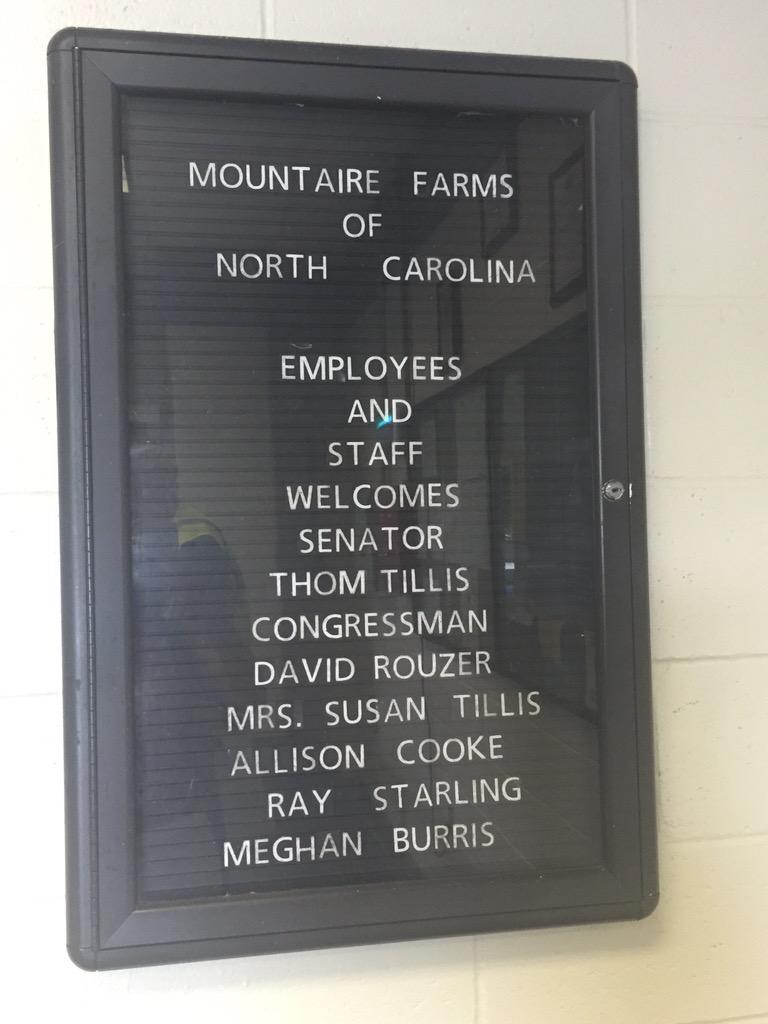 MOUNTAIRE FARMS
OF
NORTH CAROLINA
EMPLOYEES
AND
STAFF
WELCOMES
SENATOR
THOM TILLIS
CONGRESSMAN
DAVID ROUZER
MRS. SUSAN TILLIS
ALLISON COOKE
RAY STARLING
MEGHAN BURRIS